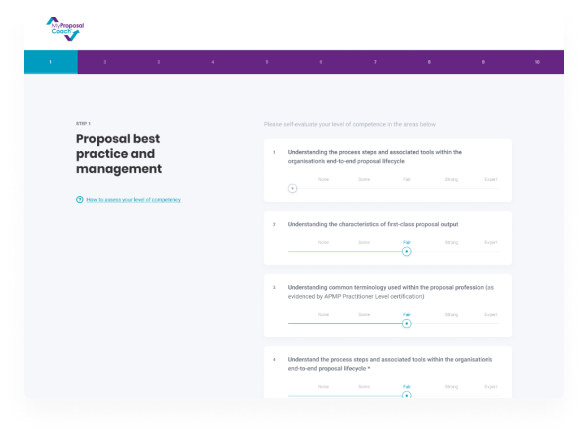 MyProposal
Coach
1 2 3 4 5 6 7 8 9 10
STEP 1
Proposal best
practice and
management
How to assess your level of competency
Please self-evaluate your level of competence in the areas below.
1 Understanding the process steps and associated tools within the
organisation's end-to-end proposal lifecycle
None Some Fair Strong Expert
2 Understanding the characteristics of first-class proposal output
None Some Fair Strong Expert
3 Understanding common terminology used within the proposal profession (as
evidenced by APMP Practitioner Level certification)
None Some Fair Strong Expert
4 Understand the process steps and associated tools within the organisation's
end-to-end proposal lifecycle *
None Some Fair Strong Expert